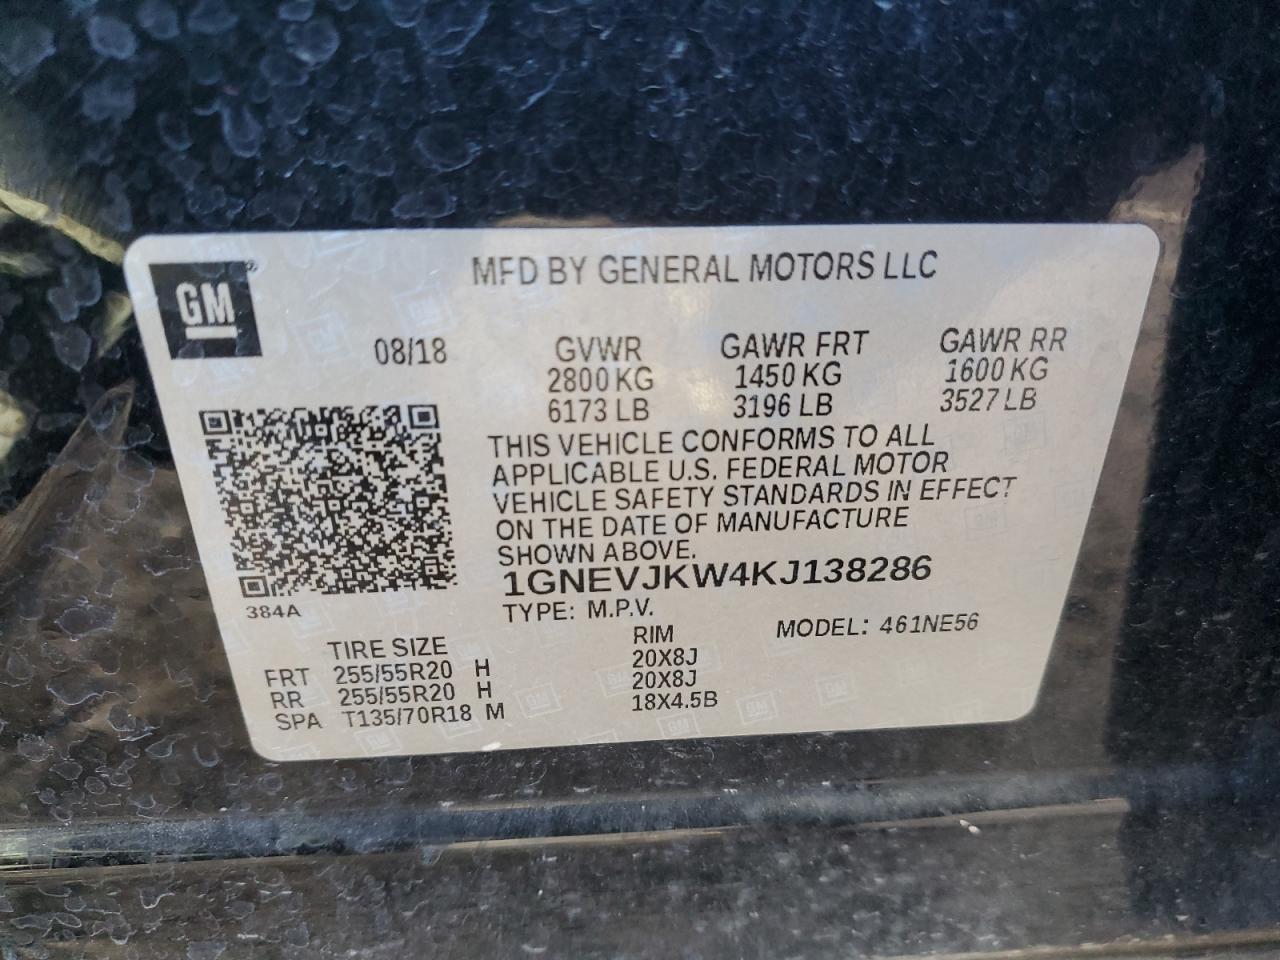 GM
MFD BY GENERAL MOTORS LLC
08/18 GVWR GAWR FRT GAWR RR
2800 KG 1450 KG 1600 KG
6173 LB 3196 LB 3527 LB
THIS VEHICLE CONFORMS TO ALL
APPLICABLE U.S. FEDERAL MOTOR
VEHICLE SAFETY STANDARDS IN EFFECT
ON THE DATE OF MANUFACTURE
SHOWN ABOVE.
1GNEVJKW4KJ138286
384A
TYPE: M.P.V.
MODEL: 461NE56
TIRE SIZE RIM
FRT 255/55R20 H 20X8J
RR 255/55R20 H 20X8J
SPA T135/70R18 M 18X4.5B